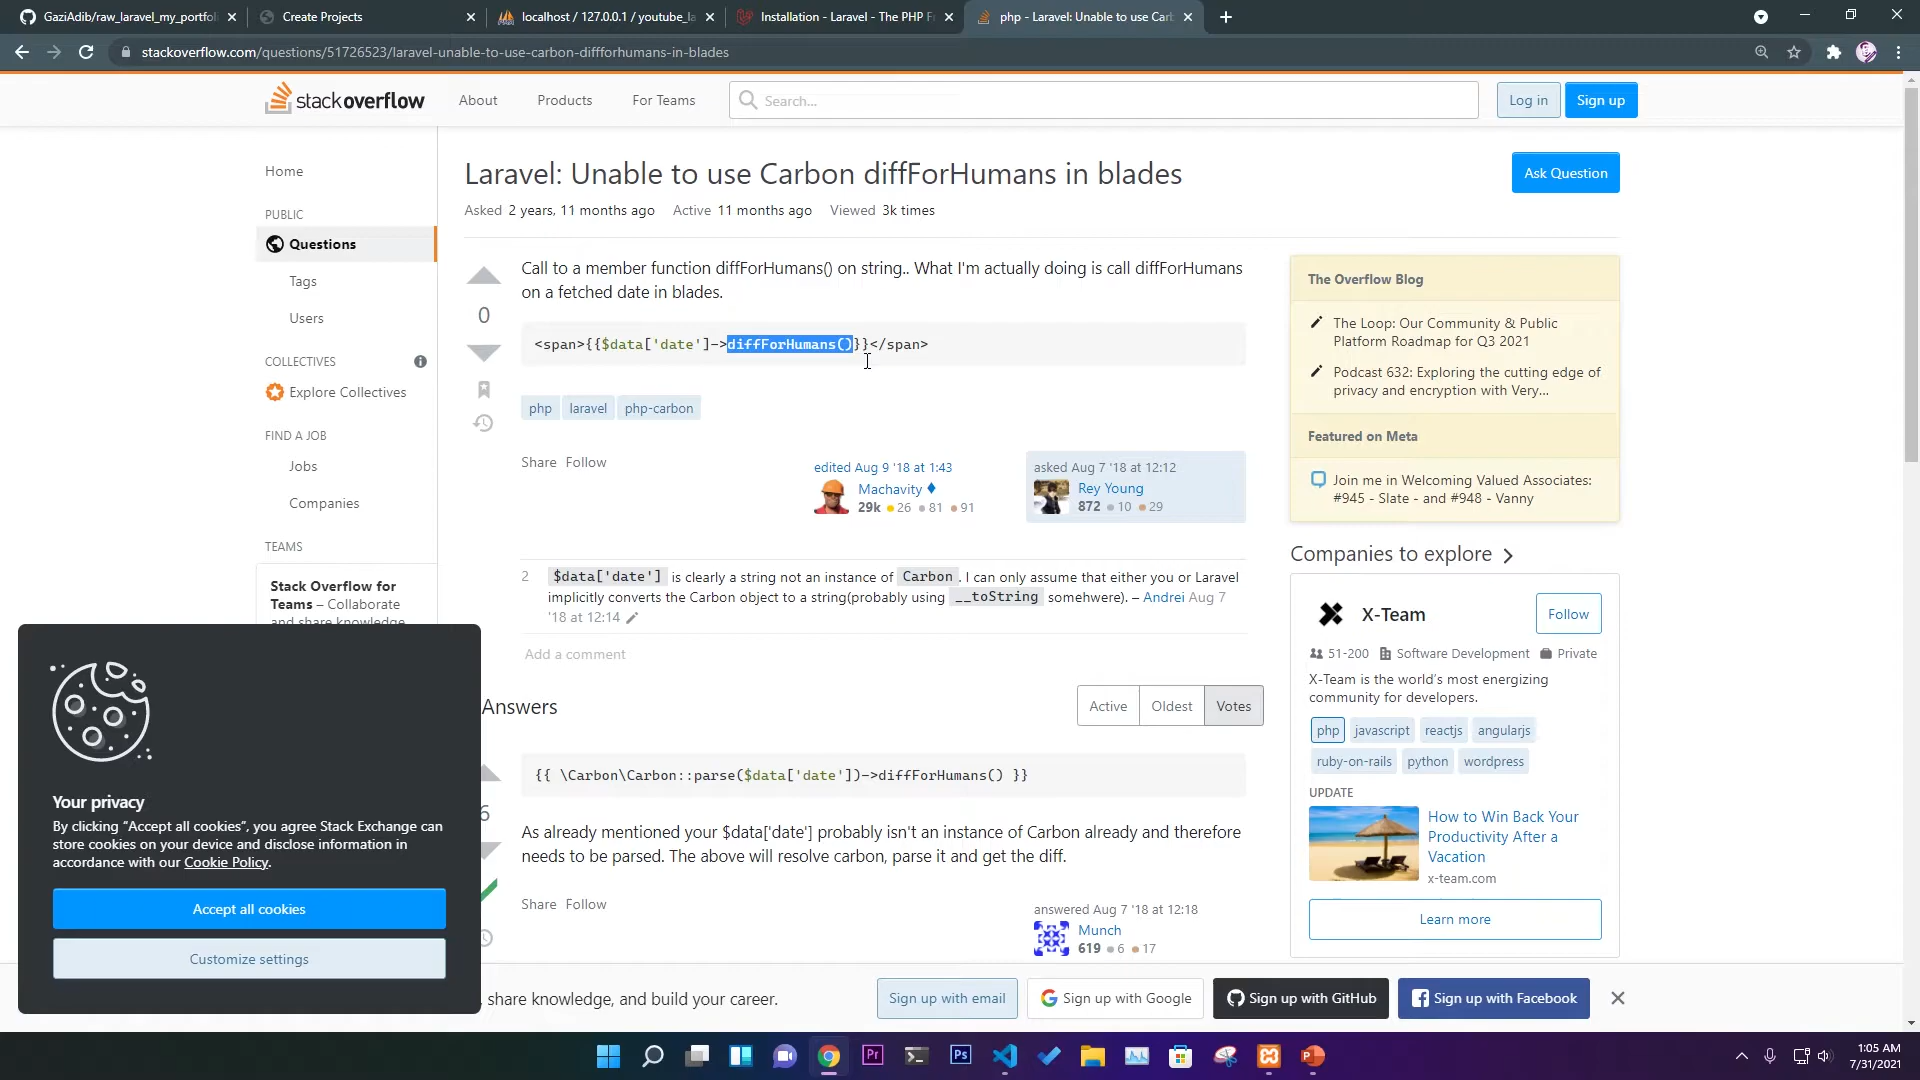 GaziAdib/raw_laravel_my_portfoli
Create Projects
localhost / 127.0.0.1 / youtube_la
Installation - Laravel - The PHP Fr
php - Laravel: Unable to use Carb
stackoverflow.com/questions/51726523/laravel-unable-to-use-carbon-diffforhumans-in-blades
stackoverflow
About
Products
For Teams
Search...
Log in
Sign up
Home
PUBLIC
Questions
Tags
Users
COLLECTIVES
Explore Collectives
FIND A JOB
Jobs
Companies
TEAMS
Stack Overflow for
Teams – Collaborate
and share knowledge
Laravel: Unable to use Carbon diffForHumans in blades
Ask Question
Asked 2 years, 11 months ago Active 11 months ago Viewed 3k times
Call to a member function diffForHumans() on string.. What I'm actually doing is call diffForHumans
on a fetched date in blades.
0
<span>{{$data['date']->diffForHumans()}}</span>
php laravel php-carbon
Share Follow
edited Aug 9 '18 at 1:43
Machavity
29k 26 81 91
asked Aug 7 '18 at 12:12
Rey Young
872 10 29
2
$data['date'] is clearly a string not an instance of Carbon . I can only assume that either you or Laravel
implicitly converts the Carbon object to a string(probably using __toString somehwere). – Andrei Aug 7
'18 at 12:14
Add a comment
Answers
Active Oldest Votes
{{ \Carbon\Carbon::parse($data['date'])->diffForHumans() }}
6
As already mentioned your $data['date'] probably isn't an instance of Carbon already and therefore
needs to be parsed. The above will resolve carbon, parse it and get the diff.
Share Follow
answered Aug 7 '18 at 12:18
Munch
619 6 17
The Overflow Blog
The Loop: Our Community & Public
Platform Roadmap for Q3 2021
Podcast 632: Exploring the cutting edge of
privacy and encryption with Very...
Featured on Meta
Join me in Welcoming Valued Associates:
#945 - Slate - and #948 - Vanny
Companies to explore
X-Team
Follow
51-200 Software Development Private
X-Team is the world's most energizing
community for developers.
php javascript reactjs angularjs
ruby-on-rails python wordpress
UPDATE
How to Win Back Your
Productivity After a
Vacation
x-team.com
Learn more
Your privacy
By clicking “Accept all cookies”, you agree Stack Exchange can
store cookies on your device and disclose information in
accordance with our Cookie Policy.
Accept all cookies
Customize settings
, share knowledge, and build your career.
Sign up with email
Sign up with Google
Sign up with GitHub
Sign up with Facebook
Pr
Ps
1:05 AM
7/31/2021